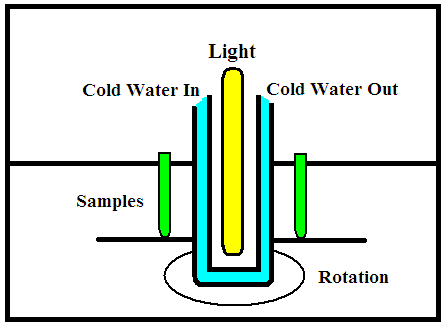 Light
Cold Water In
Cold Water Out
Samples
Rotation